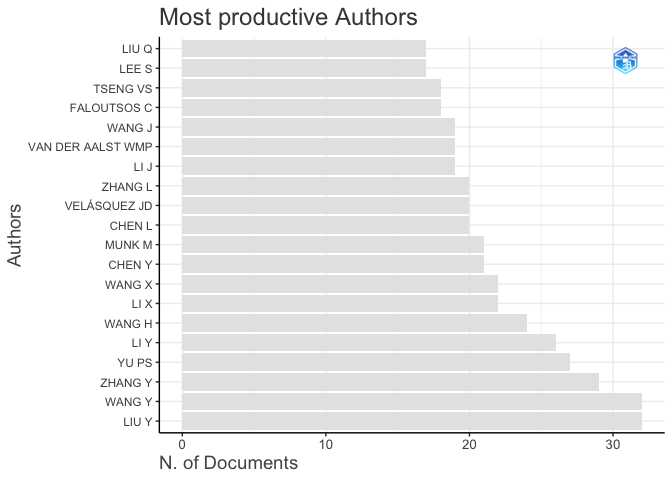 Most productive Authors
LIU Q
LEE S
TSENG VS
FALOUTSOS C
WANG J
VAN DER AALST WMP
LI J
ZHANG L
VELÁSQUEZ JD
CHEN L
MUNK M
CHEN Y
WANG X
LI X
WANG H
LI Y
YU PS
ZHANG Y
WANG Y
LIU Y
Authors
0 10 20 30
N. of Documents